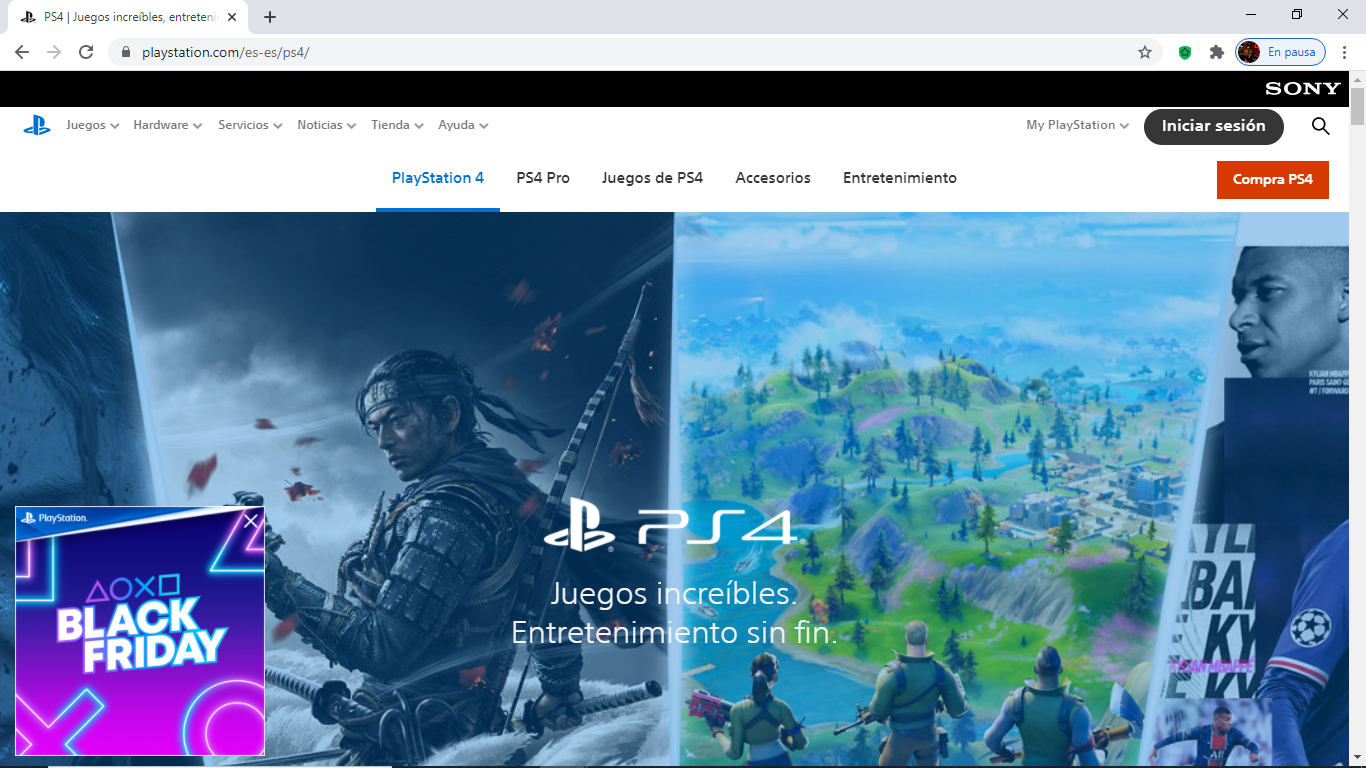 PS4 | Juegos increíbles, entreteni
playstation.com/es-es/ps4/
En pausa
SONY
Juegos
Hardware
Servicios
Noticias
Tienda
Ayuda
My PlayStation
Iniciar sesión
PlayStation 4
PS4 Pro
Juegos de PS4
Accesorios
Entretenimiento
Compra PS4
KYLIAN MBAPPE
PARIS SAINT-GE
#7 / FORWARD
PlayStation
BLACK
FRIDAY
PS4
Juegos increíbles.
Entretenimiento sin fin.
KYLIAN MBAPPE